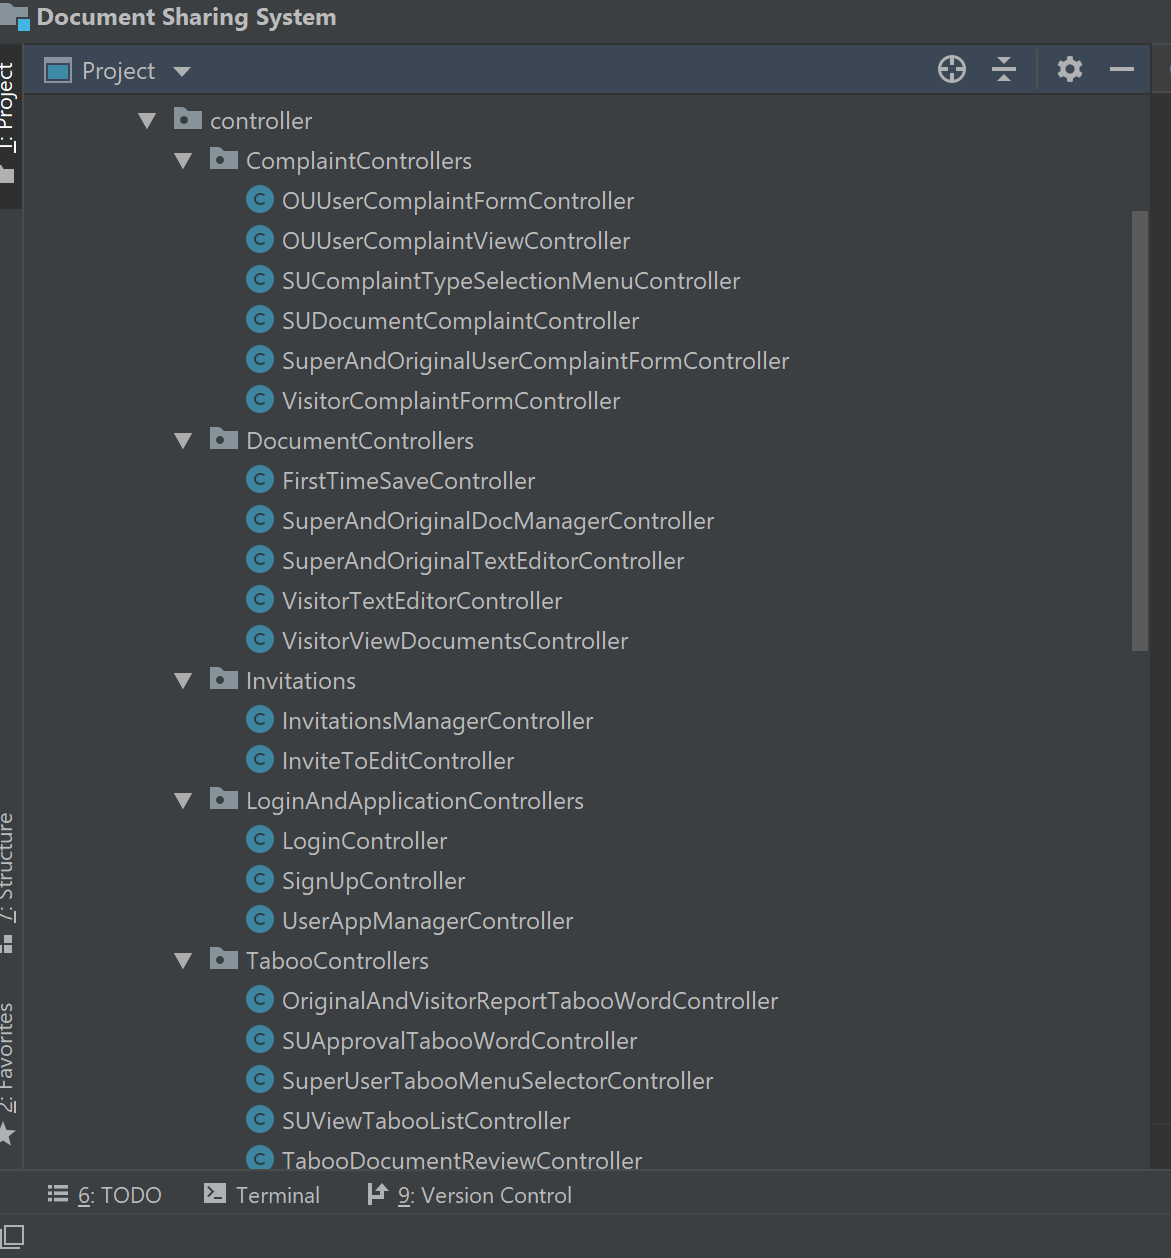 Document Sharing System
Project
1: Project
controller
ComplaintControllers
C OUUserComplaintFormController
C OUUserComplaintViewController
C SUComplaintTypeSelectionMenuController
C SUDocumentComplaintController
C SuperAndOriginalUserComplaintFormController
C VisitorComplaintFormController
DocumentControllers
C FirstTimeSaveController
C SuperAndOriginalDocManagerController
C SuperAndOriginalTextEditorController
C VisitorTextEditorController
C VisitorViewDocumentsController
Invitations
C InvitationsManagerController
C InviteToEditController
LoginAndApplicationControllers
C LoginController
C SignUpController
C UserAppManagerController
7: Structure
TabooControllers
C OriginalAndVisitorReportTabooWordController
C SUApprovalTabooWordController
C SuperUserTabooMenuSelectorController
C SUViewTabooListController
C TabooDocumentReviewController
2: Favorites
6: TODO Terminal 9: Version Control